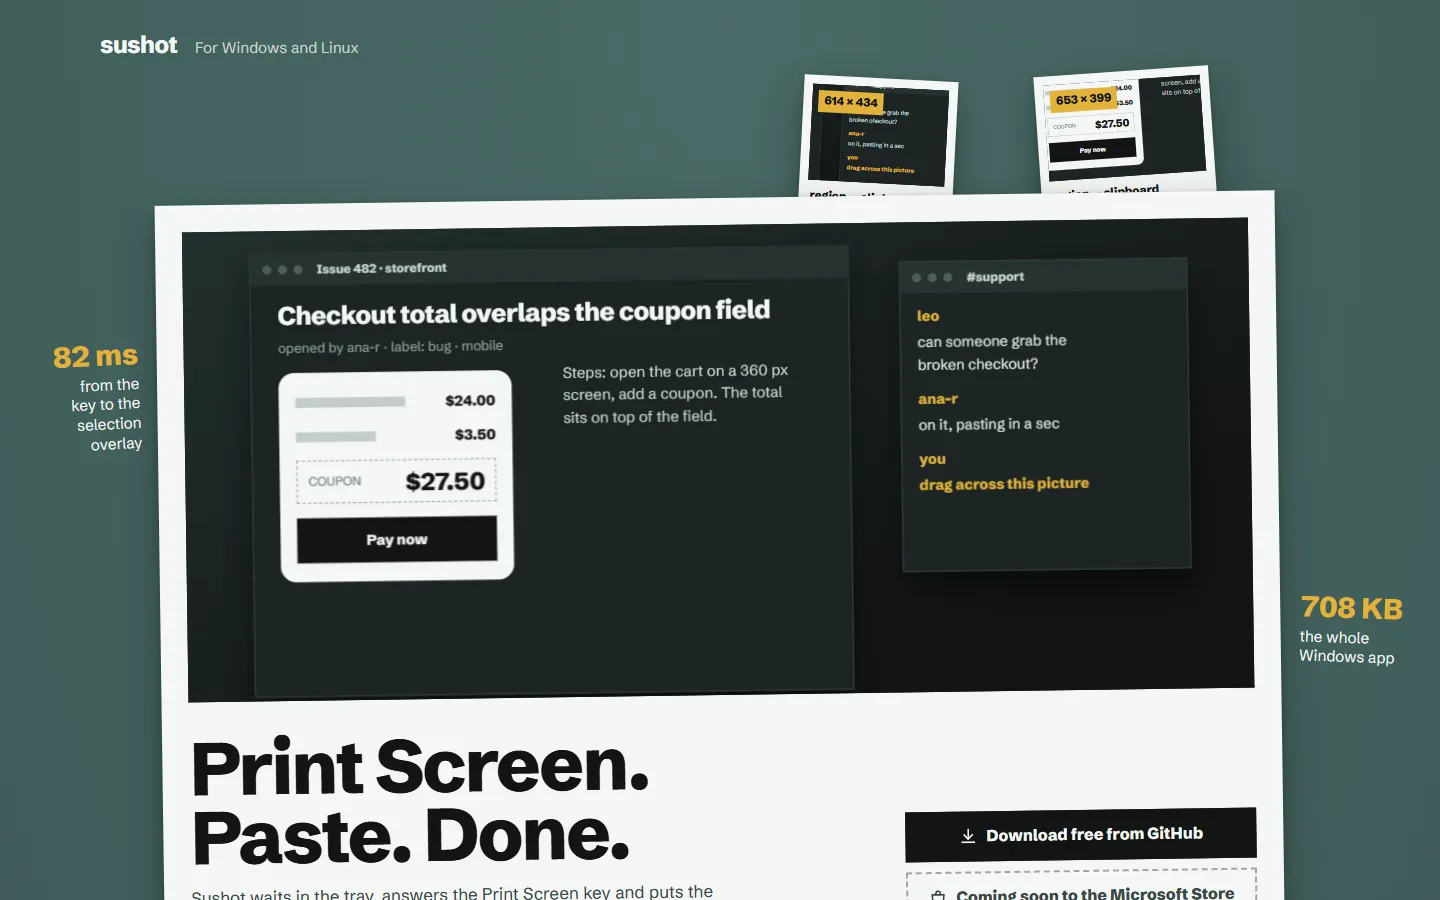 sushot
For Windows and Linux
614 × 434
grab the
broken checkout?
ana-r
on it, pasting in a sec
you
drag across this picture
653 × 399
$24.00
$3.50
COUPON
$27.50
Pay now
screen, add
sits on top of
clipboard
Issue 482 · storefront
Checkout total overlaps the coupon field
opened by ana-r · label: bug · mobile
$24.00
$3.50
COUPON
$27.50
Pay now
Steps: open the cart on a 360 px
screen, add a coupon. The total
sits on top of the field.
#support
leo
can someone grab the
broken checkout?
ana-r
on it, pasting in a sec
you
drag across this picture
82 ms
from the
key to the
selection
overlay
708 KB
the whole
Windows app
Print Screen.
Paste. Done.
Sushot waits in the tray, answers the Print Screen key and puts the
Download free from GitHub
Coming soon to the Microsoft Store